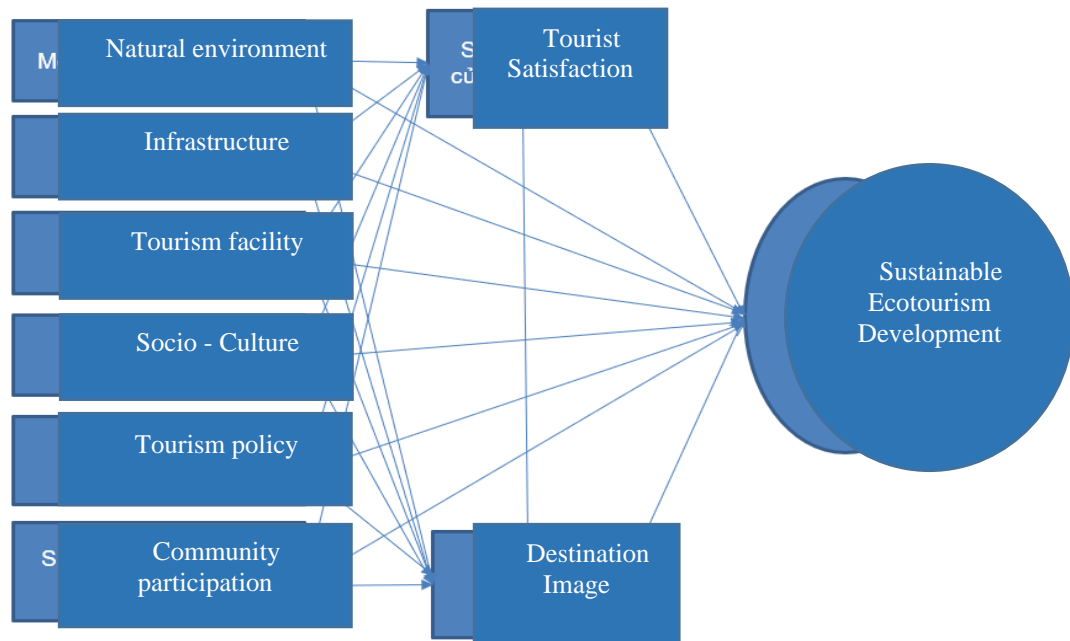 Natural environment
Infrastructure
Tourism facility
Socio - Culture
Tourism policy
Community
participation
Tourist
Satisfaction
Destination
Image
Sustainable
Ecotourism
Development